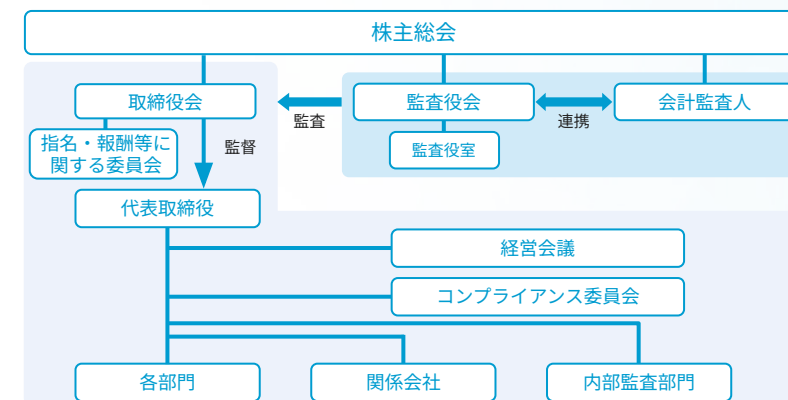 株主総会
取締役会
監査役会
会計監査人
監査
連携
指名・報酬等に
関する委員会
監督
監査役室
代表取締役
経営会議
コンプライアンス委員会
各部門
関係会社
内部監査部門